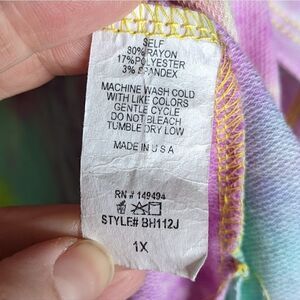 SELF
80% RAYON
17% POLYESTER
3% SPANDEX
MACHINE WASH COLD
WITH LIKE COLORS
GENTLE CYCLE
DO NOT BLEACH
TUMBLE DRY LOW
MADE IN U S A
RN # 149494
STYLE# BH112J
1X